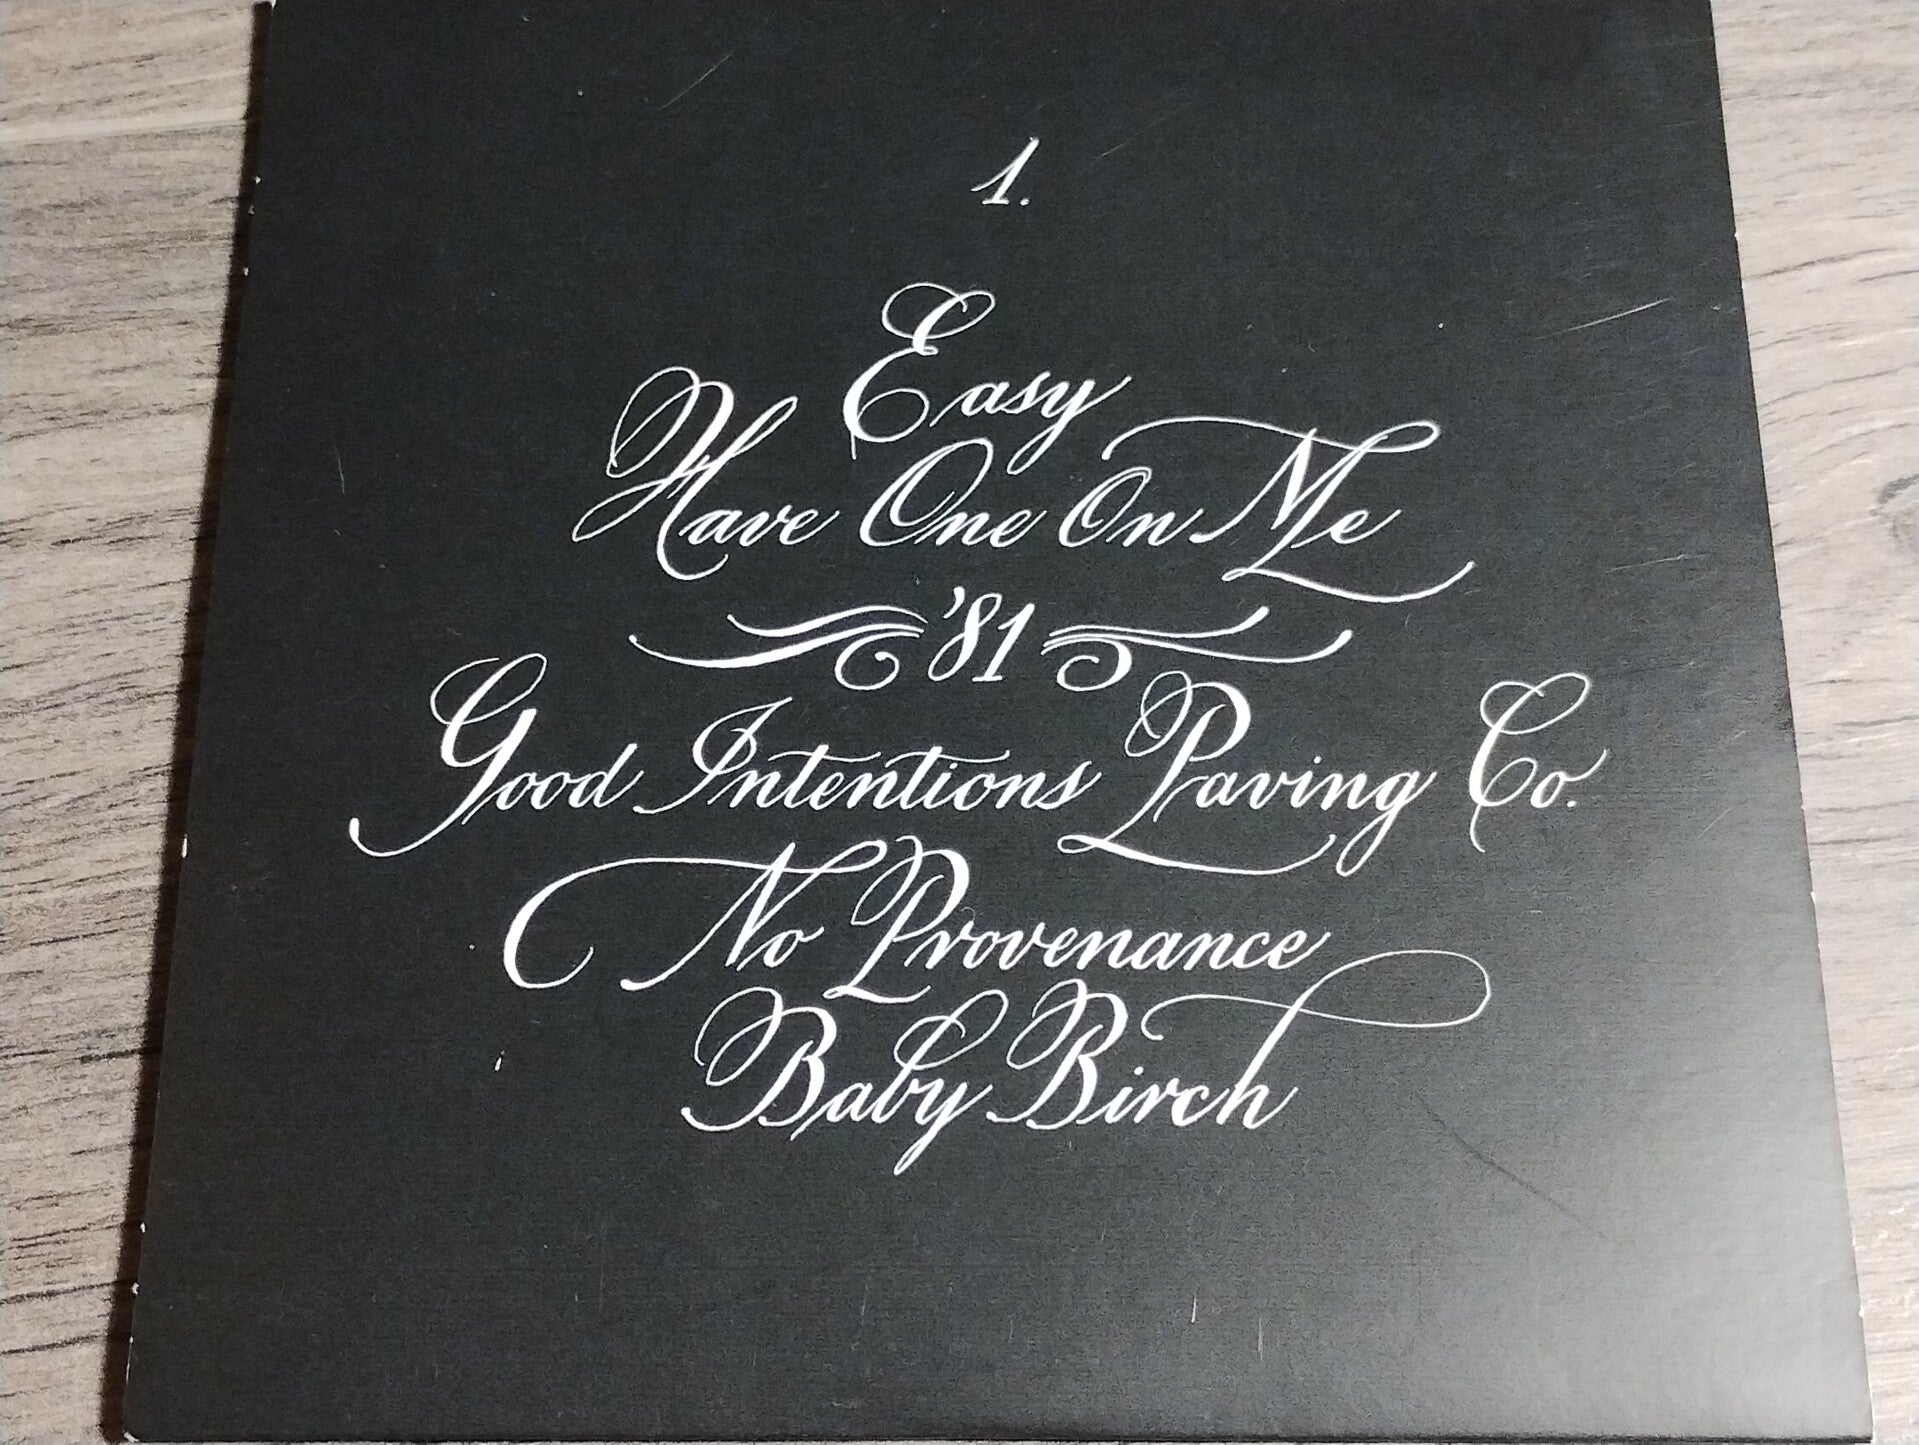 1.
Easy
Have One On Me
'81
Good Intentions Paving Co.
No Provenance
Baby Birch